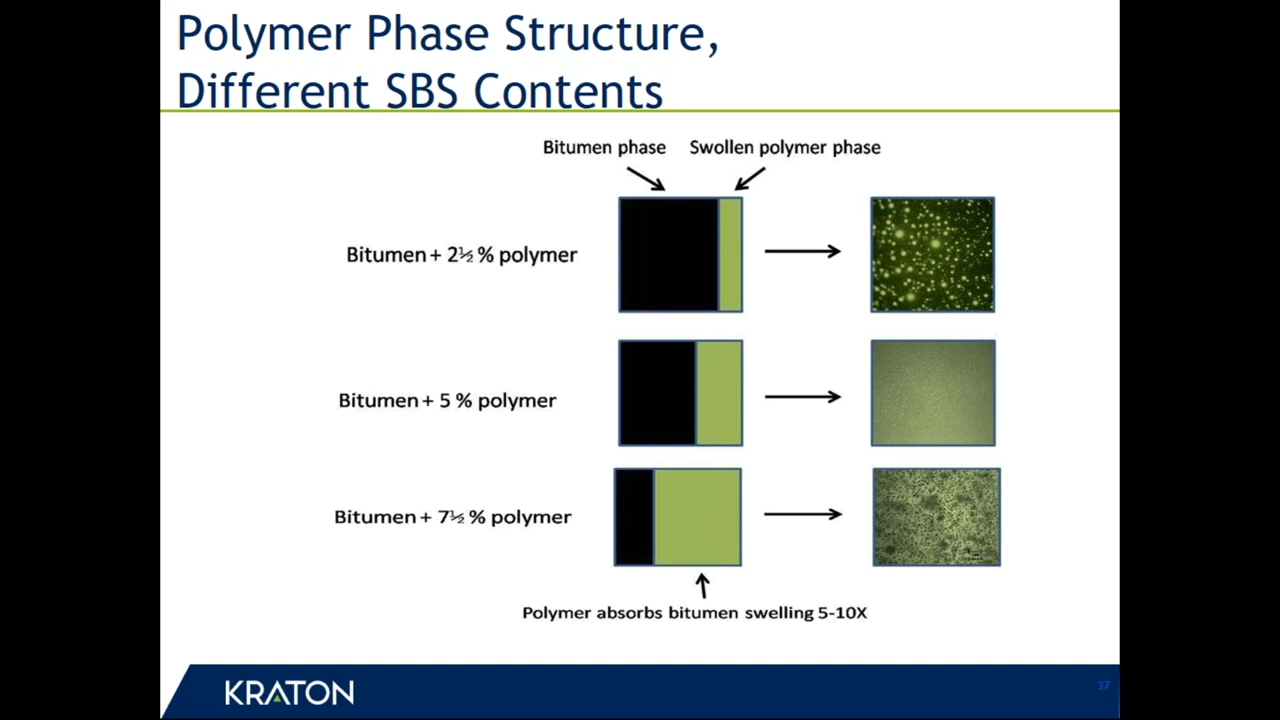 Polymer Phase Structure,
Different SBS Contents
Bitumen phase
Swollen polymer phase
Bitumen + 2½ % polymer
Bitumen + 5 % polymer
Bitumen + 7½ % polymer
Polymer absorbs bitumen swelling 5-10X
KRATON
37